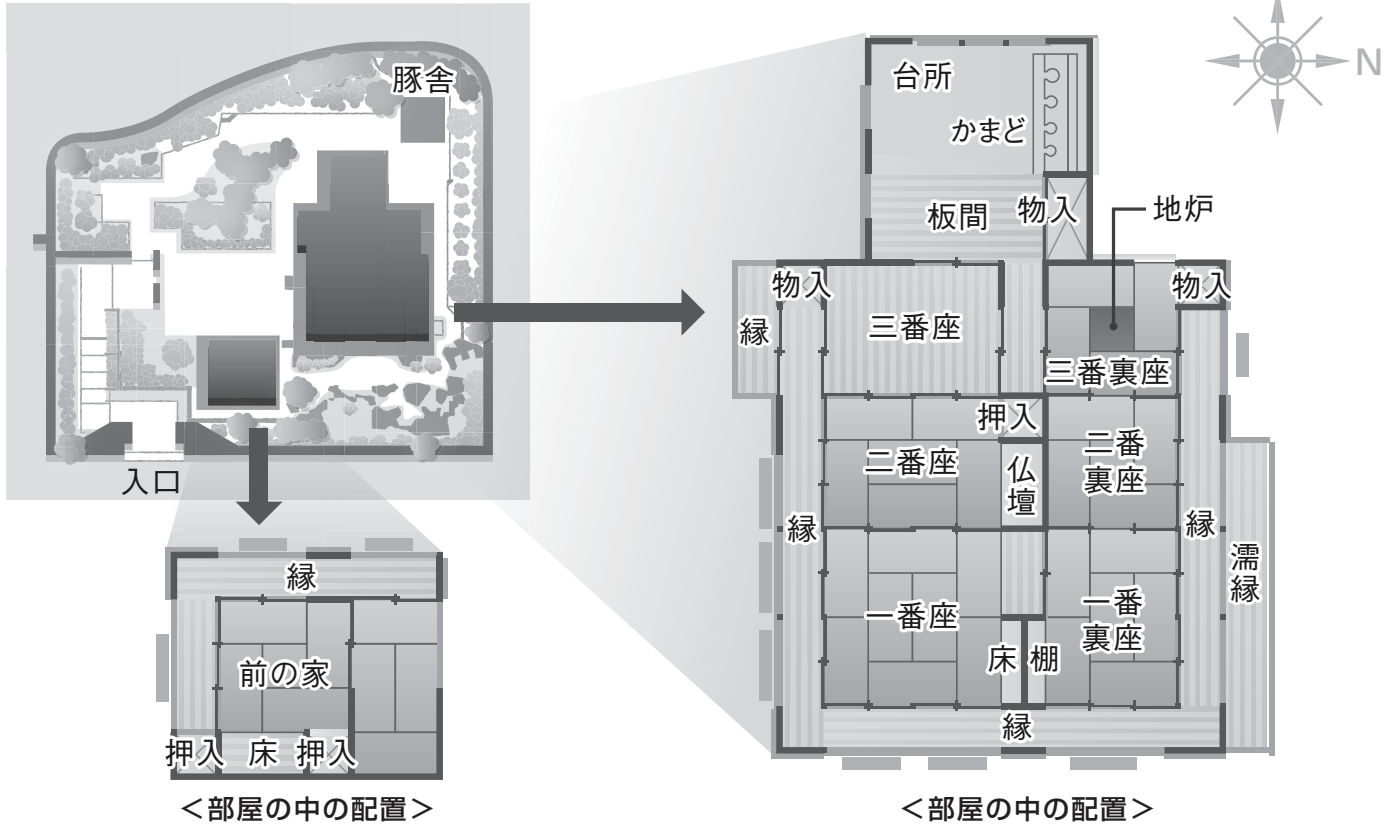 豚舎
入口
縁
前の家
押入
床
押入
<部屋の中の配置>
N
台所
かまど
板間
物入
地炉
物入
物入
縁
三番座
三番裏座
押入
二番座
仏壇
二番
裏座
縁
縁
濡縁
一番座
一番
裏座
床
棚
縁
<部屋の中の配置>